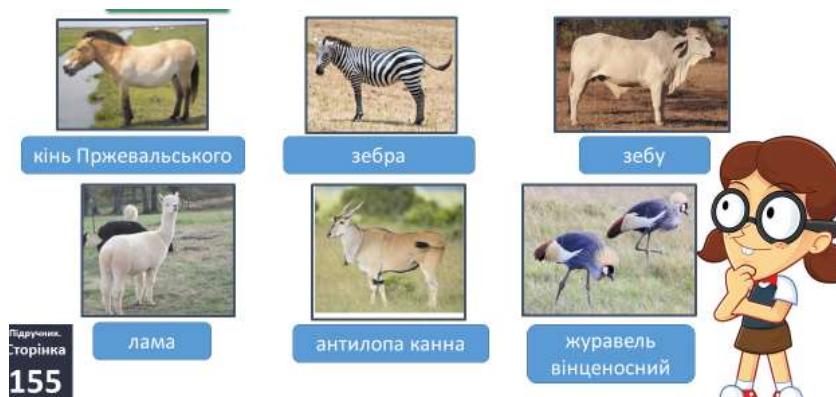 кінь Пржевальського
зебра
зебу
лама
антилопа канна
журавель
вінценосний
Підручник.
Сторінка
155